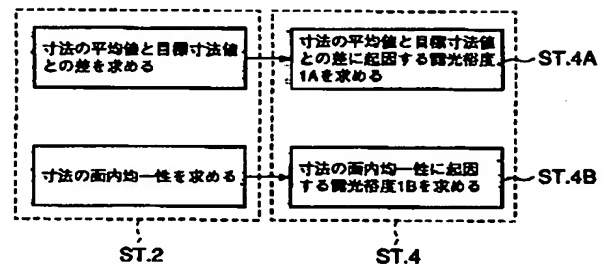 寸法の平均値と目標寸法値
との差を求める
寸法の平均値と目標寸法値
との差に起因する露光裕度
1Aを求める
ST.4A
寸法の面内均一性を求める
寸法の面内均一性に起因
する露光裕度1Bを求める
ST.4B
ST.2
ST.4